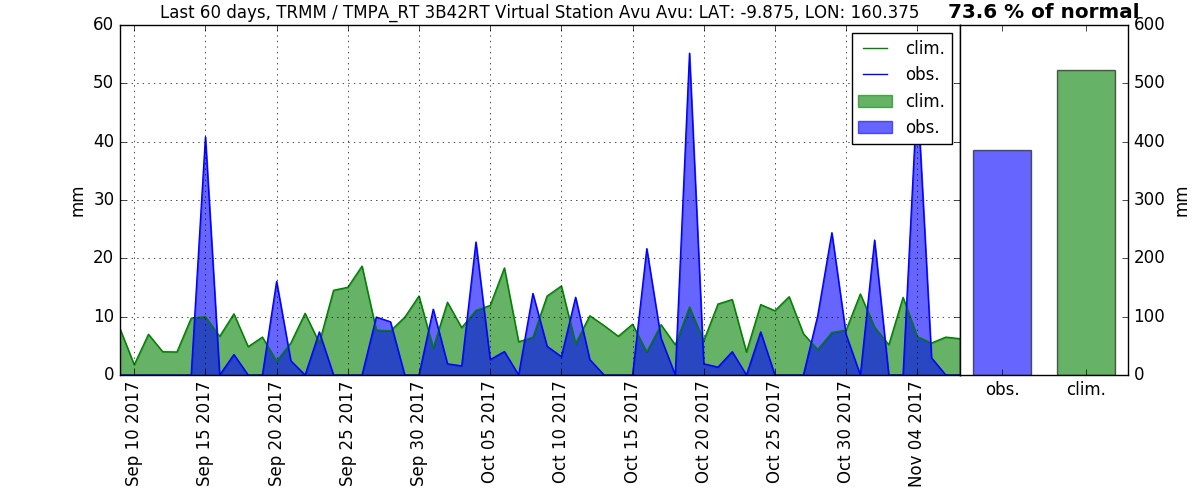 Last 60 days, TRMM / TMPA_RT 3B42RT Virtual Station Avu Avu: LAT: -9.875, LON: 160.375
73.6 % of normal
60
50
40
30
20
10
0
mm
clim.
obs.
clim.
obs.
600
500
400
300
200
100
0
mm
Sep 10 2017
Sep 15 2017
Sep 20 2017
Sep 25 2017
Sep 30 2017
Oct 05 2017
Oct 10 2017
Oct 15 2017
Oct 20 2017
Oct 25 2017
Oct 30 2017
Nov 04 2017
obs.
clim.